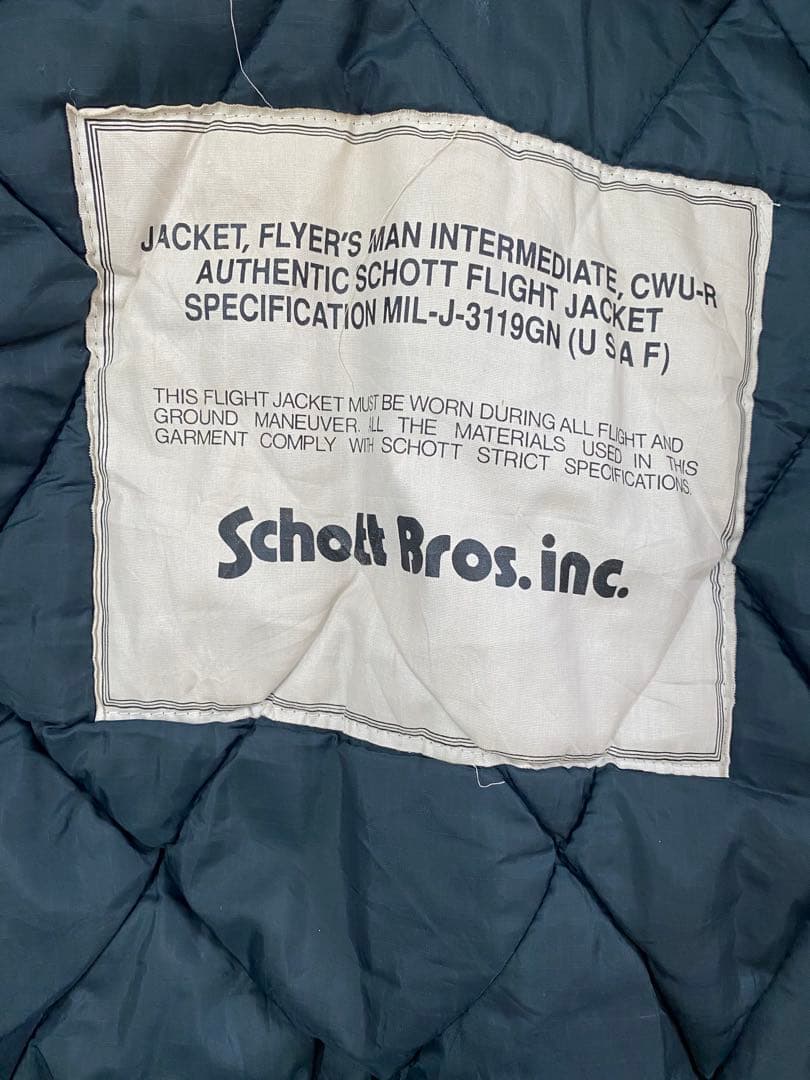 JACKET, FLYER'S MAN INTERMEDIATE, CWU-R
AUTHENTIC SCHOTT FLIGHT JACKET
SPECIFICATION MIL-J-3119GN (U S A F)
THIS FLIGHT JACKET MUST BE WORN DURING ALL FLIGHT AND
GROUND MANEUVER. ALL THE MATERIALS USED IN THIS
GARMENT COMPLY WITH SCHOTT STRICT SPECIFICATIONS.
Schott Bros. inc.